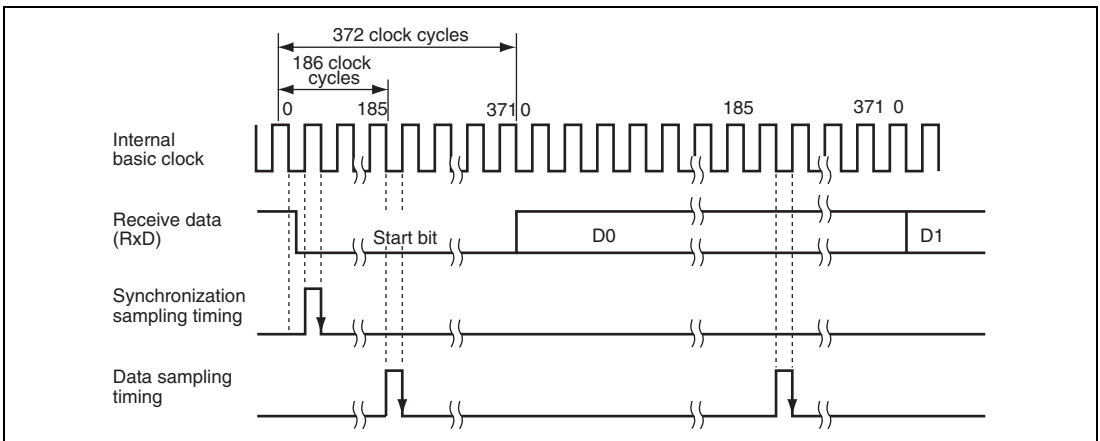 372 clock cycles
186 clock
cycles
0 185 371 0 185 371 0
Internal
basic clock
Receive data
(RxD)
Start bit D0 D1
Synchronization
sampling timing
Data sampling
timing